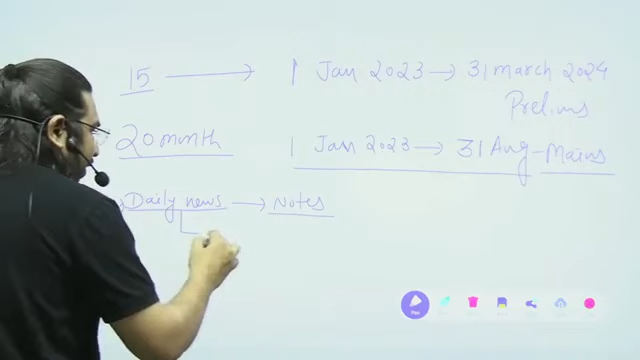 15 → 1 Jan 2023 → 31 march 2024
Prelims
20 month 1 Jan 2023 → 31 Aug - Mains
Daily news → Notes